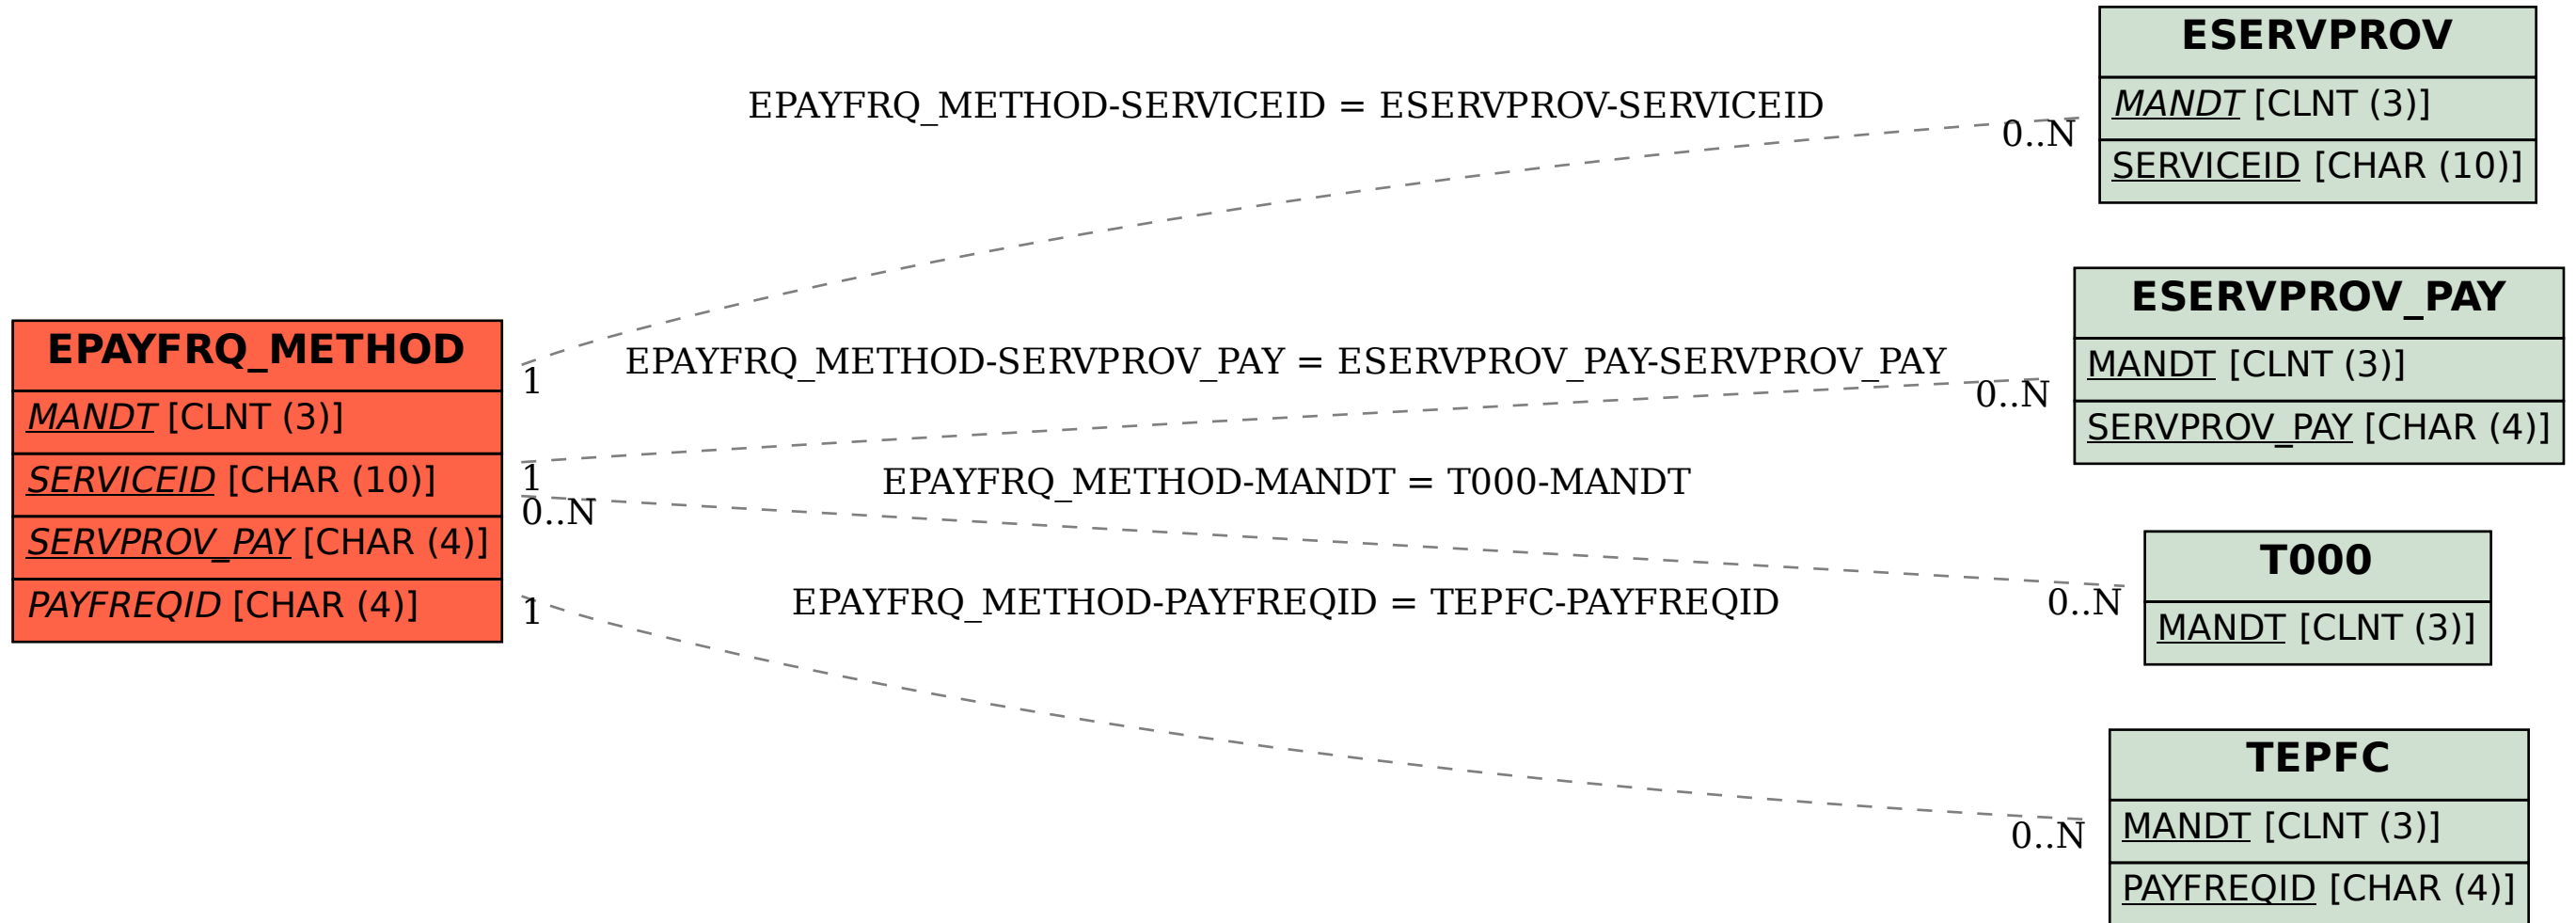 EPAYFRQ_METHOD
MANDT [CLNT (3)]
SERVICEID [CHAR (10)]
SERVPROV_PAY [CHAR (4)]
PAYFREQID [CHAR (4)]
EPAYFRQ_METHOD-SERVICEID = ESERVPROV-SERVICEID
1
0..N
EPAYFRQ_METHOD-SERVPROV_PAY = ESERVPROV_PAY-SERVPROV_PAY
1
0..N
EPAYFRQ_METHOD-MANDT = T000-MANDT
0..N
0..N
EPAYFRQ_METHOD-PAYFREQID = TEPFC-PAYFREQID
1
0..N
ESERVPROV
MANDT [CLNT (3)]
SERVICEID [CHAR (10)]
ESERVPROV_PAY
MANDT [CLNT (3)]
SERVPROV_PAY [CHAR (4)]
T000
MANDT [CLNT (3)]
TEPFC
MANDT [CLNT (3)]
PAYFREQID [CHAR (4)]